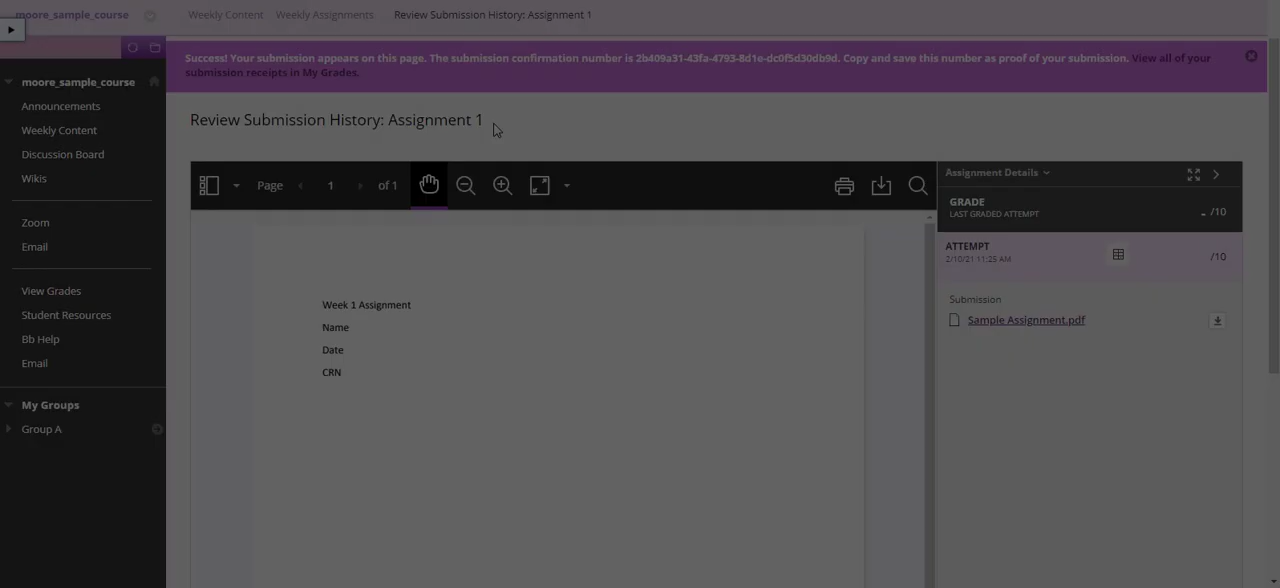 moore_sample_course
Weekly Content
Weekly Assignments
Review Submission History: Assignment 1
Success! Your submission appears on this page. The submission confirmation number is 2b409a31-43fa-4793-8d1e-dc0f5d30db9d. Copy and save this number as proof of your submission. View all of your
submission receipts in My Grades.
moore_sample_course
Announcements
Weekly Content
Discussion Board
Wikis
Zoom
Email
View Grades
Student Resources
Bb Help
Email
My Groups
Group A
Review Submission History: Assignment 1
Page 1 of 1
Week 1 Assignment
Name
Date
CRN
Assignment Details
GRADE
LAST GRADED ATTEMPT
- /10
ATTEMPT
2/10/21 11:25 AM
/10
Submission
Sample Assignment.pdf